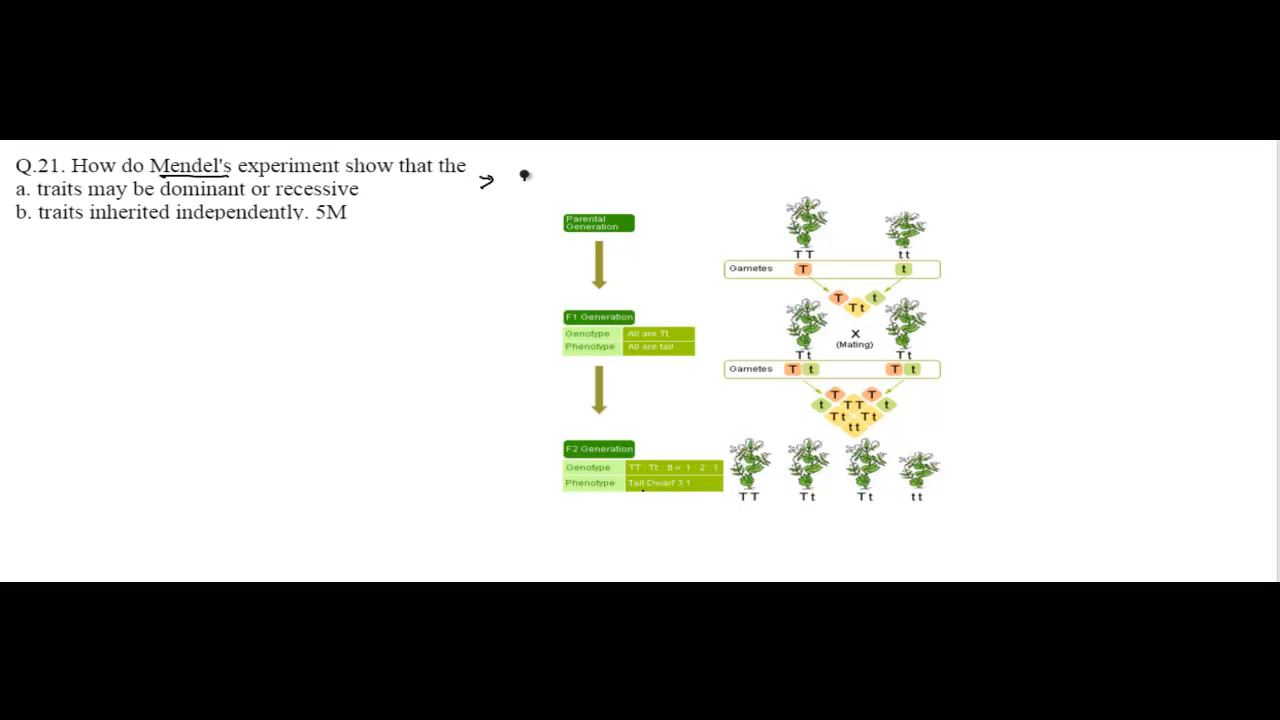 Q.21. How do Mendel's experiment show that the
a. traits may be dominant or recessive
b. traits inherited independently. 5M
Parental
Generation
TT tt
Gametes T t
T t
Tt
F1 Generation
Genotype All are Tt
Phenotype All are tall
X
(Mating)
Tt Tt
Gametes T t T t
T T
t TT t
Tt Tt
tt
F2 Generation
Genotype TT : Tt : tt = 1 : 2 : 1
Phenotype Tall:Dwarf 3:1
TT Tt Tt tt